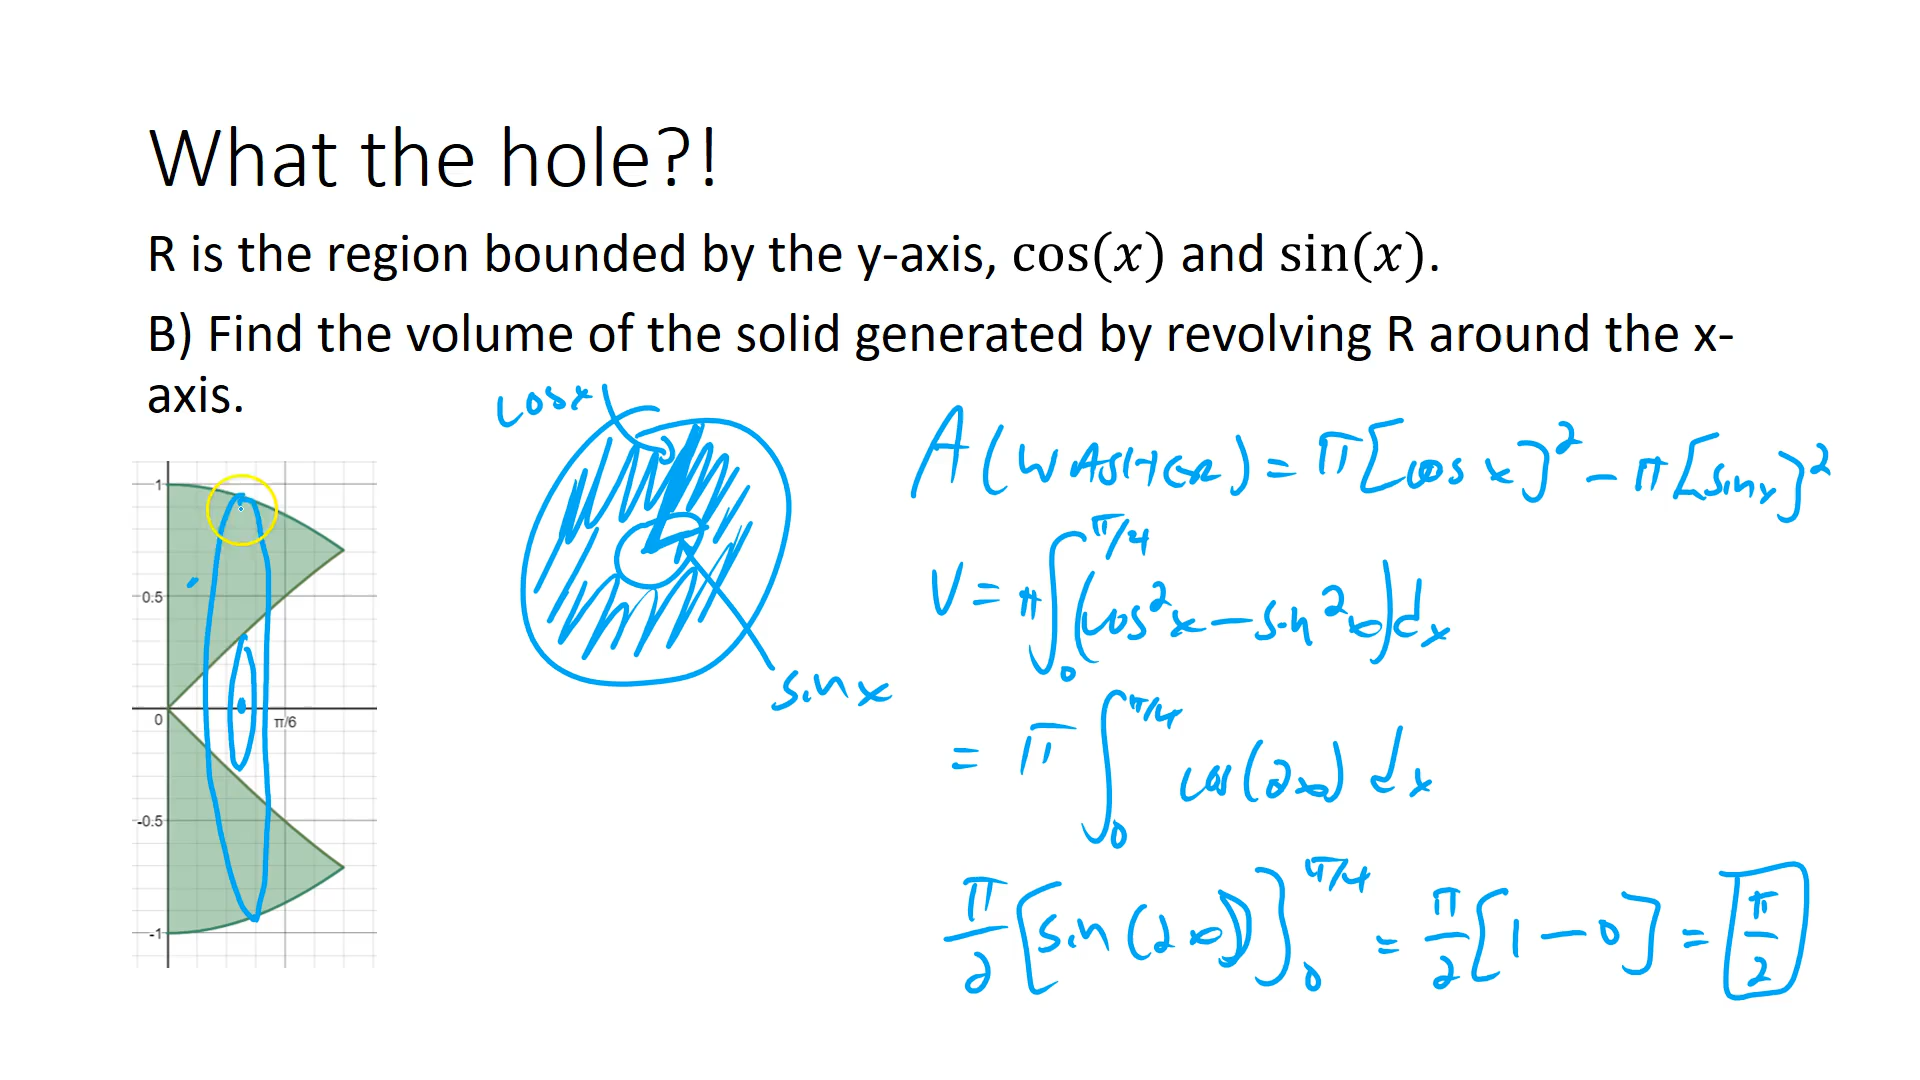 What the hole?!
R is the region bounded by the y-axis, cos(x) and sin(x).
B) Find the volume of the solid generated by revolving R around the x-
axis.
cos x
sin x
1
0.5
0
π/6
-0.5
-1
A(WASHER) = π[cos x]² - π[sin x]²
V = π∫₀^π/4 (cos²x - sin²x)dx
= π ∫₀^π/4 cos(2x) dx
π/2 [sin(2x)]₀^π/4 = π/2 [1 - 0] = π/2